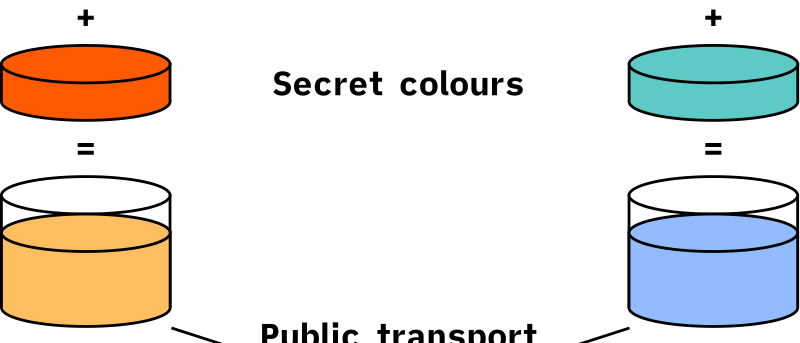 + +
Secret colours
= =
Public transport